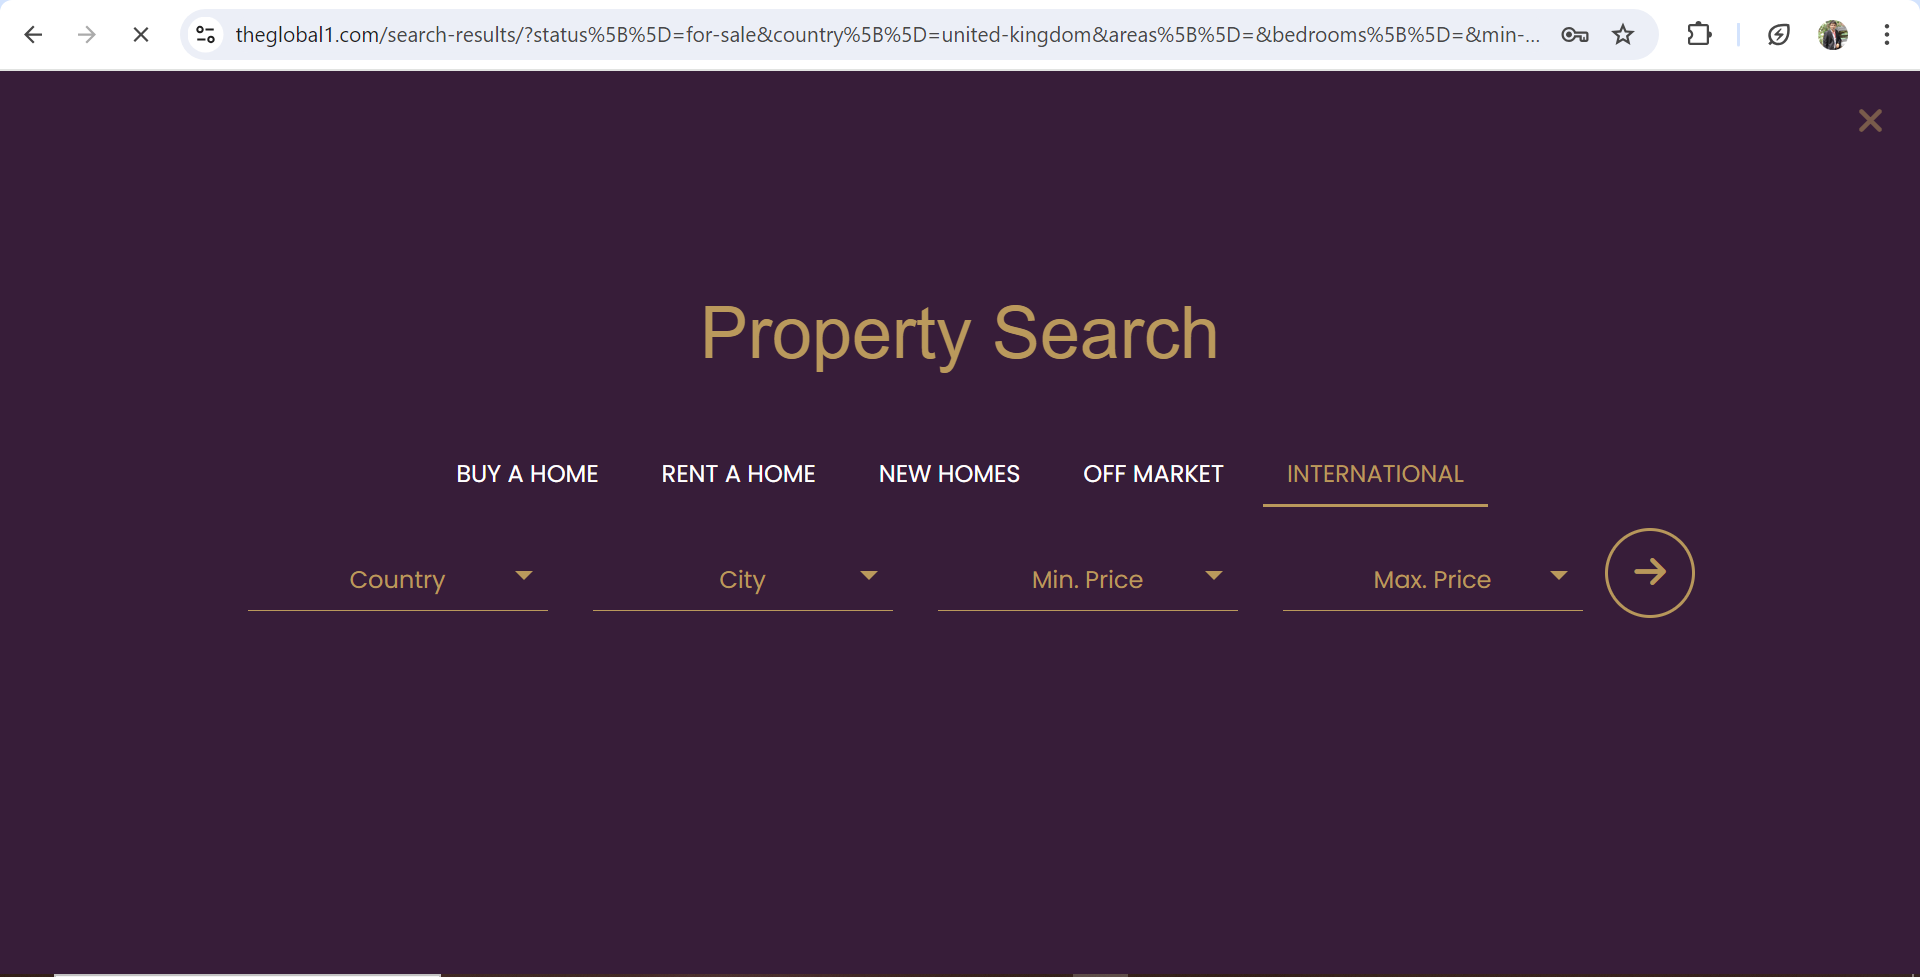 theglobal1.com/search-results/?status%5B%5D=for-sale&country%5B%5D=united-kingdom&areas%5B%5D=&bedrooms%5B%5D=&min-...
Property Search
BUY A HOME RENT A HOME NEW HOMES OFF MARKET INTERNATIONAL
Country City Min. Price Max. Price